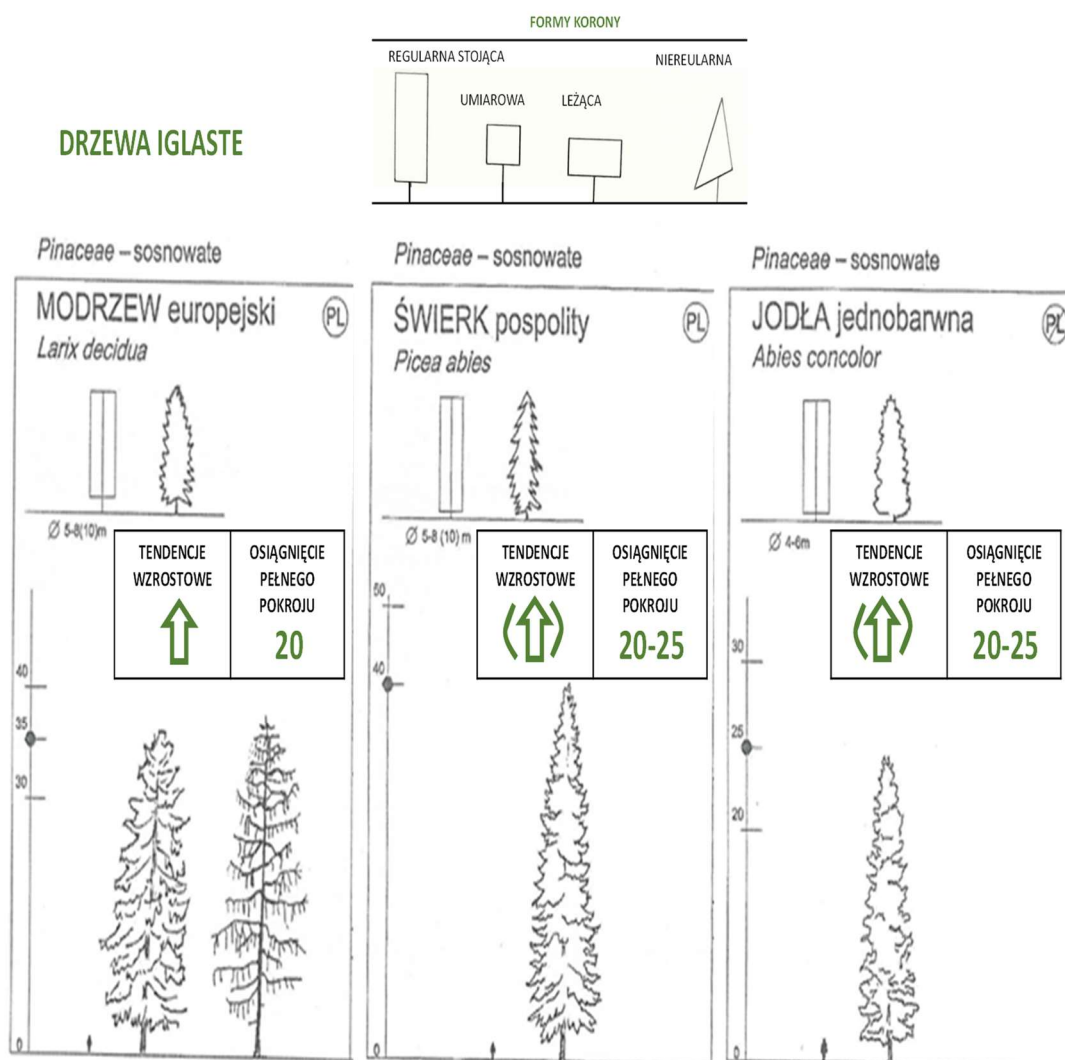 FORMY KORONY
REGULARNA STOJĄCA
NIEREULARNA
UMIAROWA
LEŻĄCA
DRZEWA IGLASTE
Pinaceae – sosnowate
MODRZEW europejski
PL
Larix decidua
Ø 5-8(10)m
TENDENCJE
WZROSTOWE
OSIĄGNIĘCIE
PEŁNEGO
POKROJU
20
40
35
30
0
Pinaceae – sosnowate
ŚWIERK pospolity
PL
Picea abies
Ø 5-8 (10) m
TENDENCJE
WZROSTOWE
OSIĄGNIĘCIE
PEŁNEGO
POKROJU
20-25
50
40
0
Pinaceae – sosnowate
JODŁA jednobarwna
PL
Abies concolor
Ø 4-6m
TENDENCJE
WZROSTOWE
OSIĄGNIĘCIE
PEŁNEGO
POKROJU
20-25
30
25
20
0